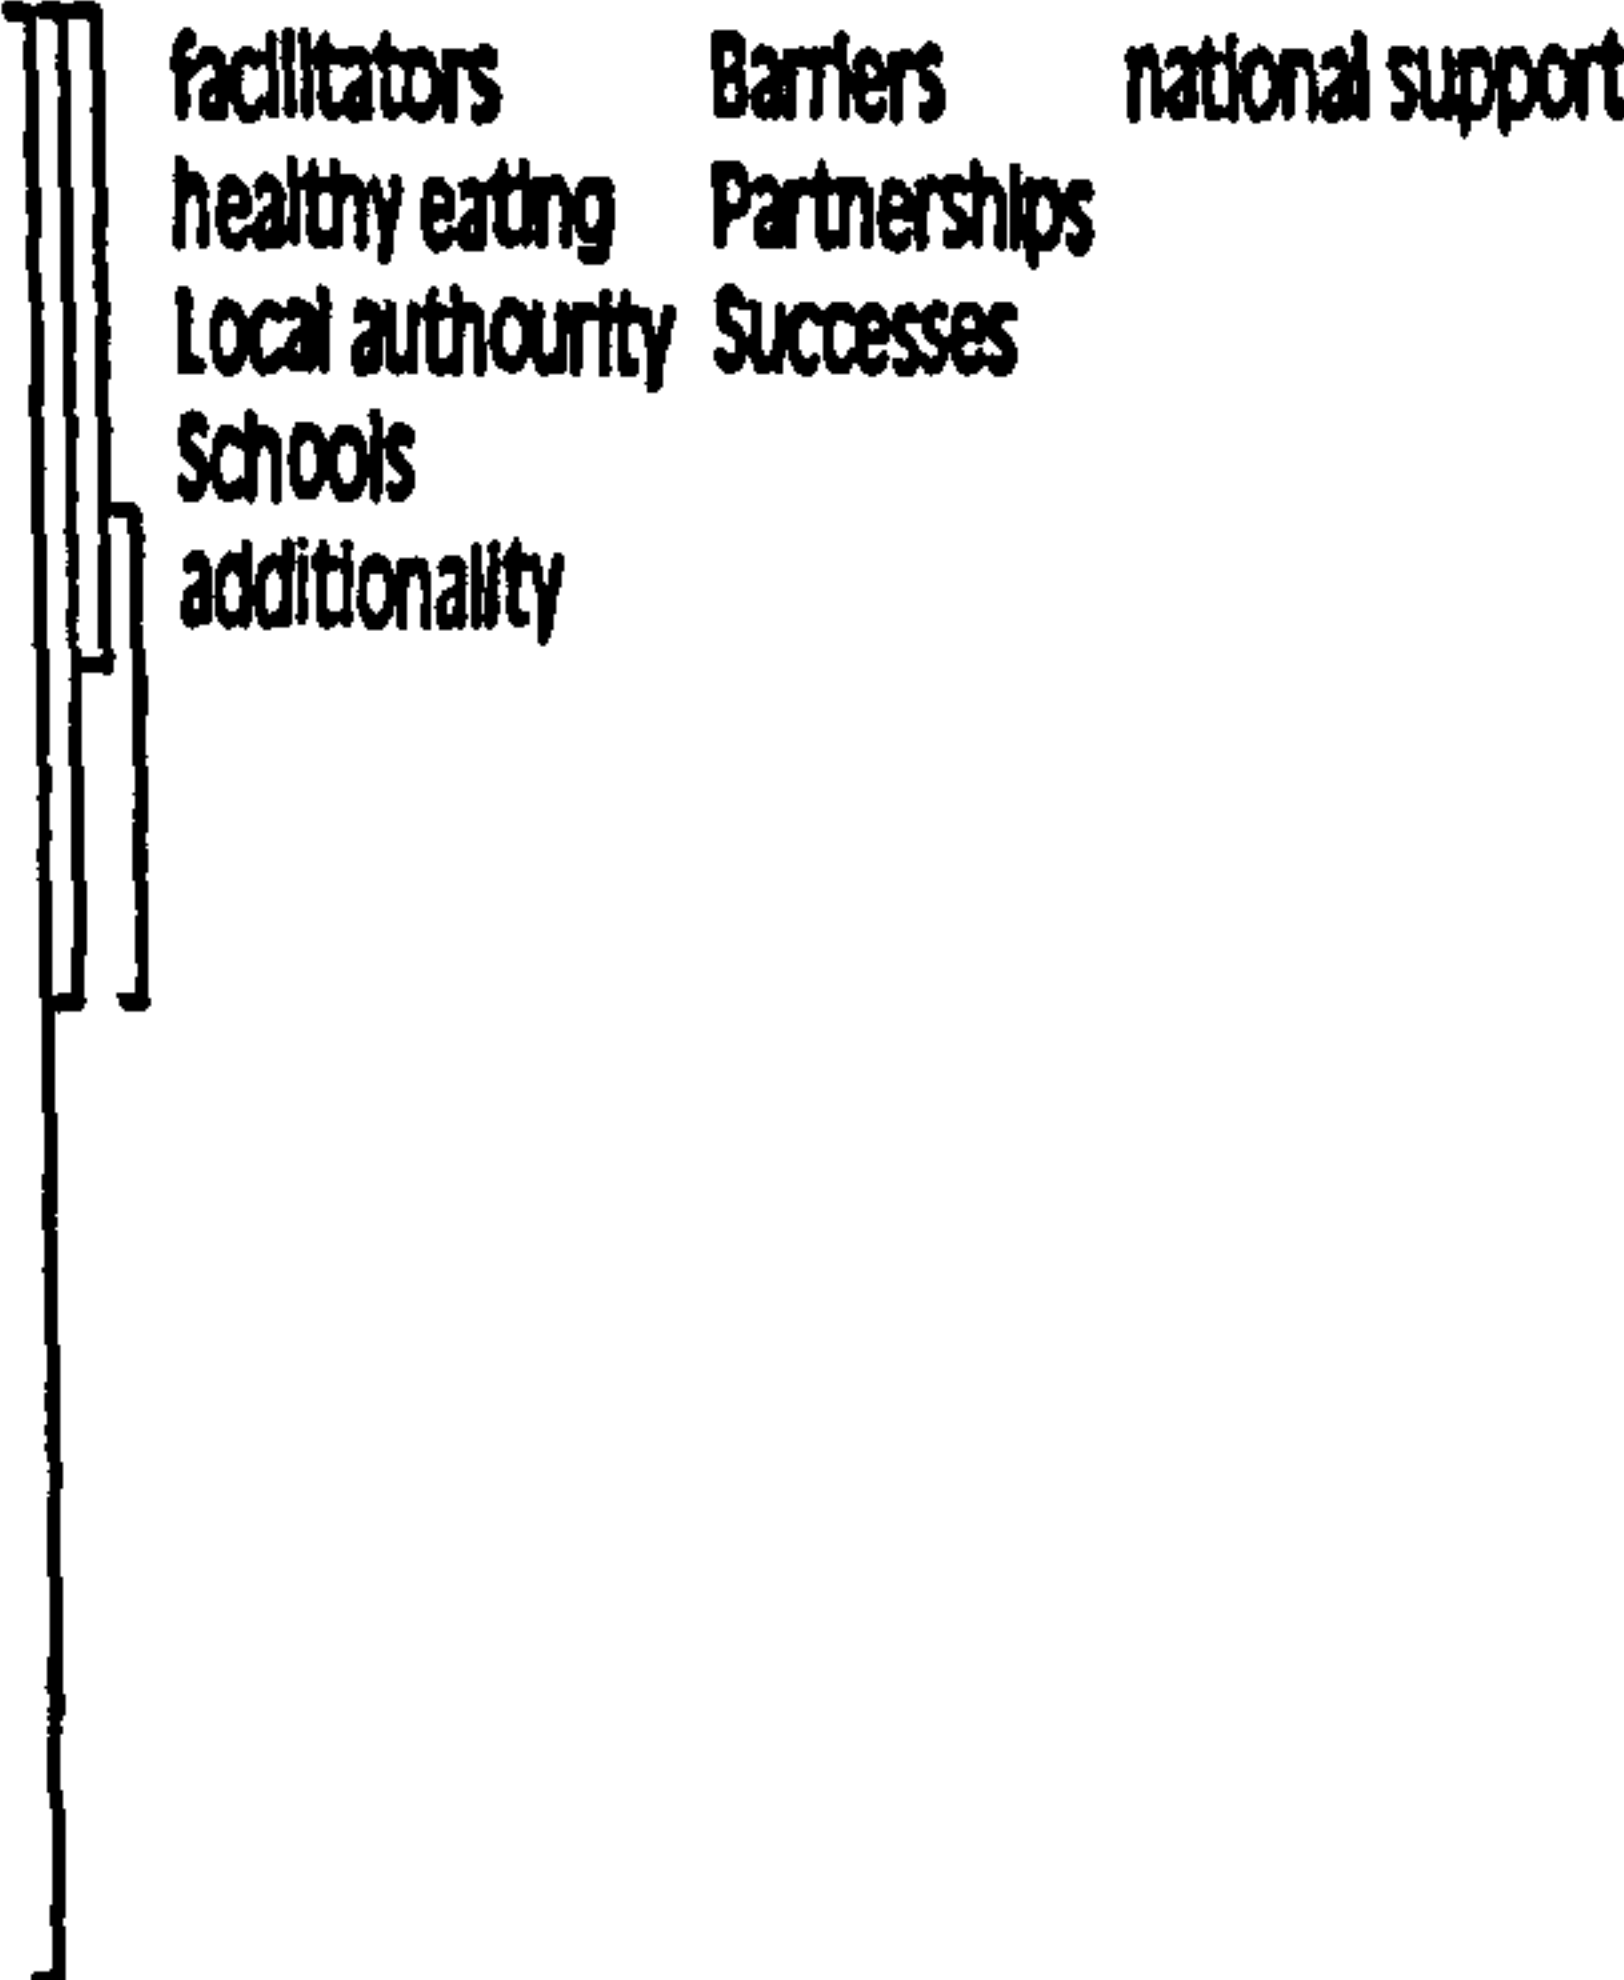 facilitators Barriers national support
healthy eating Partnerships
Local authourity Successes
Schools
additionality